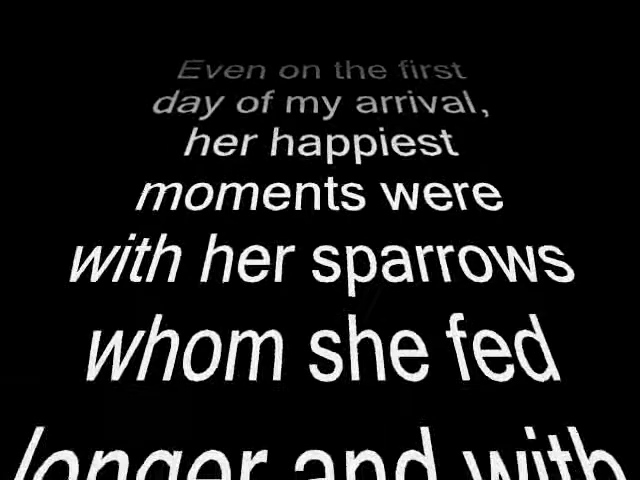 Even on the first
day of my arrival,
her happiest
moments were
with her sparrows
whom she fed
longer and with